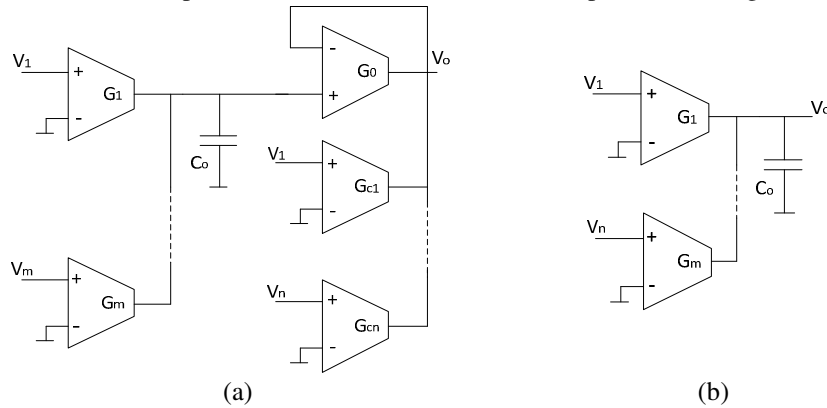 V1 + G1 -
- G0 + Vo
Co
V1 + Gc1 -
Vm + Gm -
Vn + Gcn -
(a)
V1 + G1 - Vo
Co
Vn + Gm -
(b)